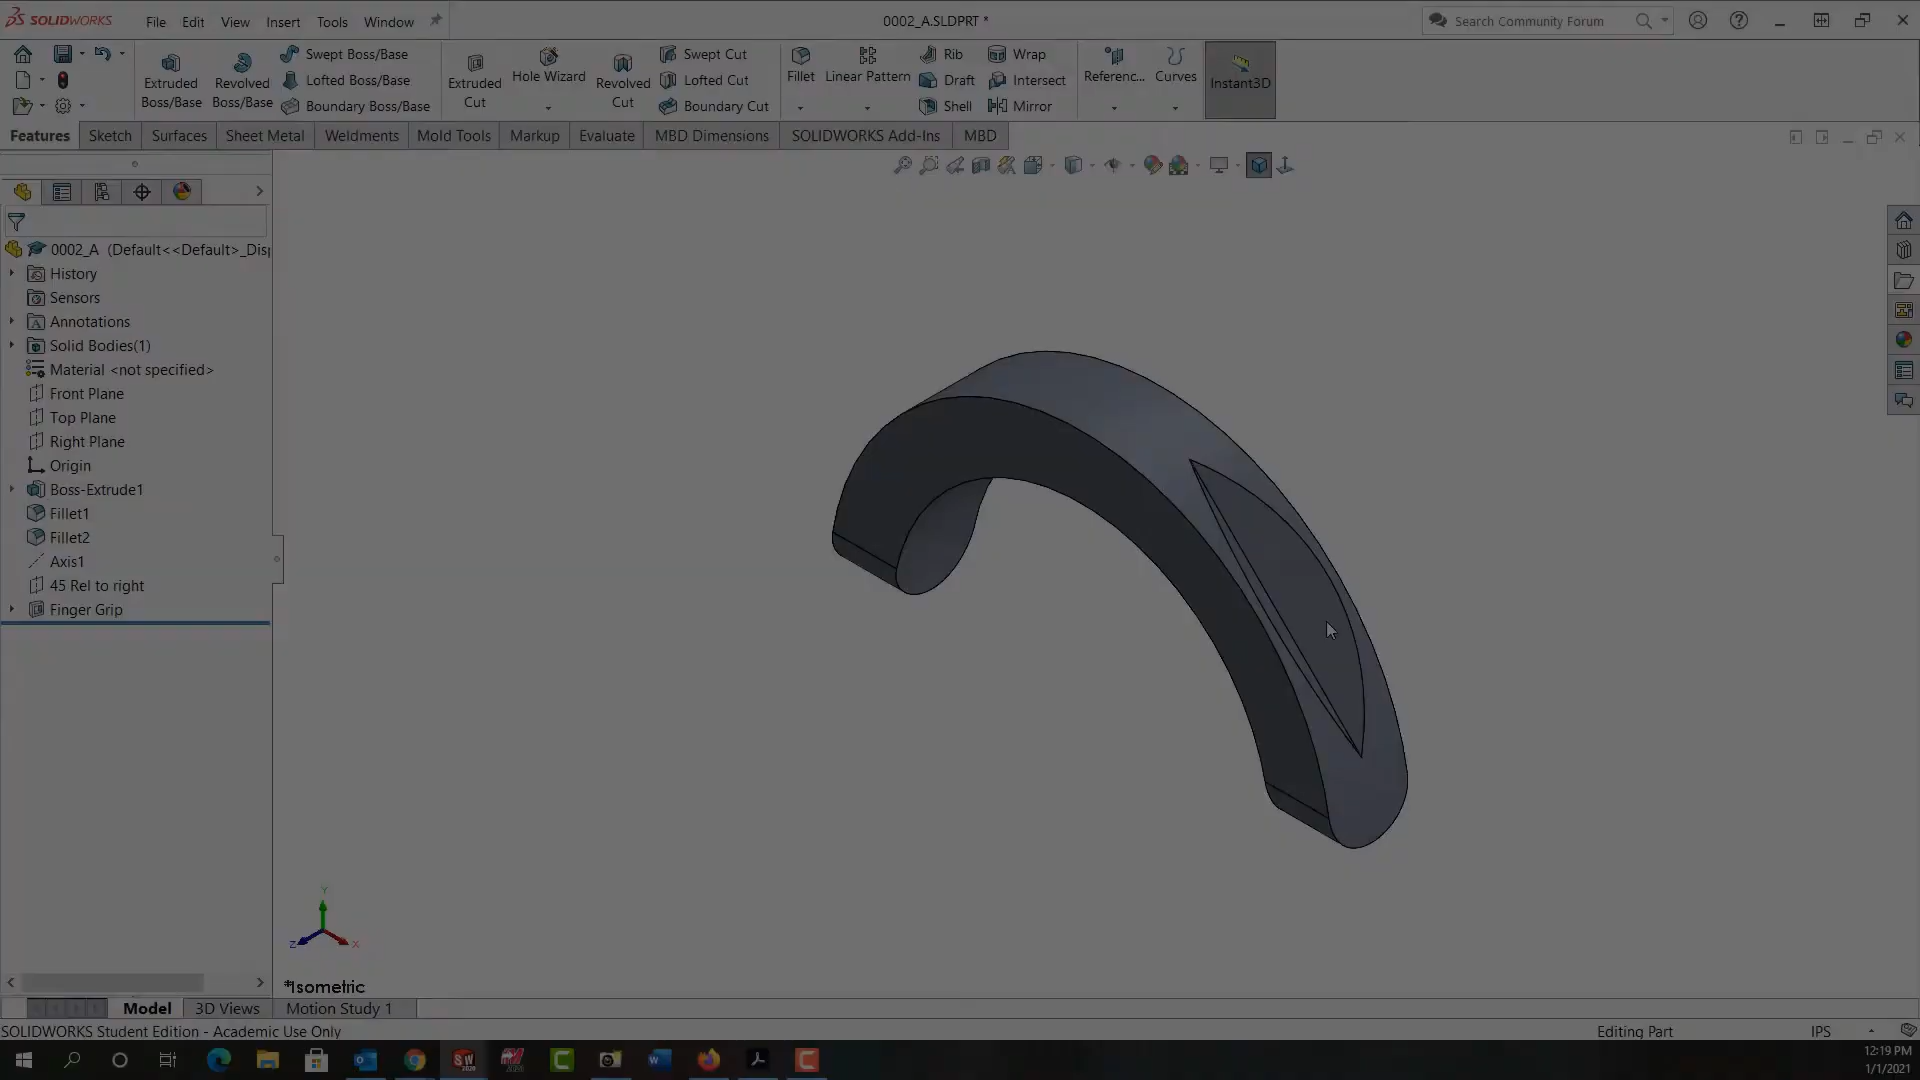 SOLIDWORKS File Edit View Insert Tools Window 0002_A.SLDPRT * Search Community Forum
Extruded Boss/Base
Revolved Boss/Base
Swept Boss/Base
Lofted Boss/Base
Boundary Boss/Base
Extruded Cut
Hole Wizard
Revolved Cut
Swept Cut
Lofted Cut
Boundary Cut
Fillet
Linear Pattern
Rib
Draft
Shell
Wrap
Intersect
Mirror
Referenc...
Curves
Instant3D
Features Sketch Surfaces Sheet Metal Weldments Mold Tools Markup Evaluate MBD Dimensions SOLIDWORKS Add-Ins MBD
0002_A (Default<<Default>_Disp
History
Sensors
Annotations
Solid Bodies(1)
Material <not specified>
Front Plane
Top Plane
Right Plane
Origin
Boss-Extrude1
Fillet1
Fillet2
Axis1
45 Rel to right
Finger Grip
Y
Z
X
*Isometric
Model 3D Views Motion Study 1
SOLIDWORKS Student Edition - Academic Use Only Editing Part IPS
12:19 PM
1/1/2021